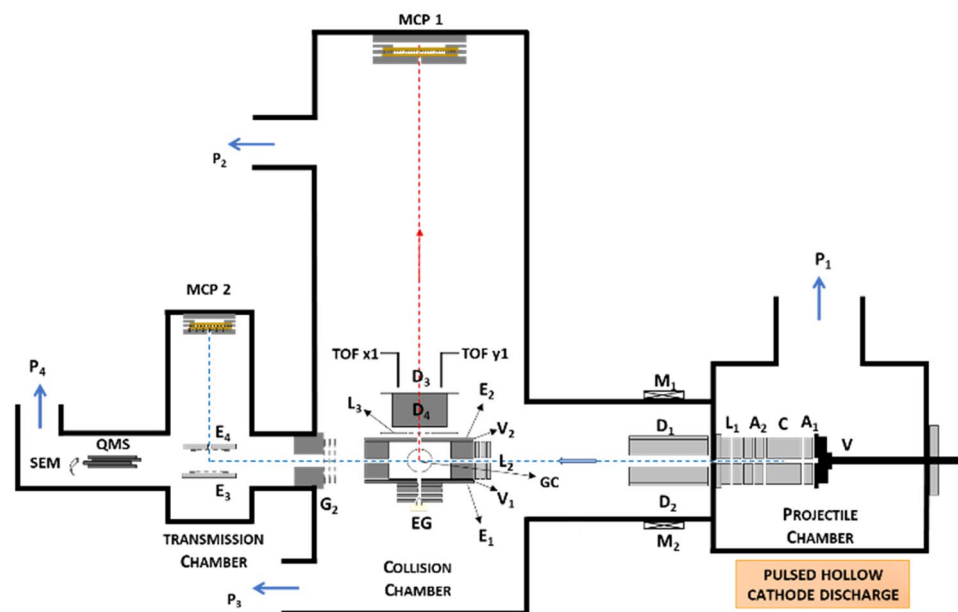 MCP 1
P2
P1
MCP 2
TOF x1
TOF y1
D3
M1
P4
L3
D4
E2
V2
QMS
E4
D1
L1
A2
C
A1
V
SEM
L2
GC
E3
G2
V1
EG
D2
E1
M2
PROJECTILE
CHAMBER
TRANSMISSION
CHAMBER
COLLISION
CHAMBER
P3
PULSED HOLLOW
CATHODE DISCHARGE